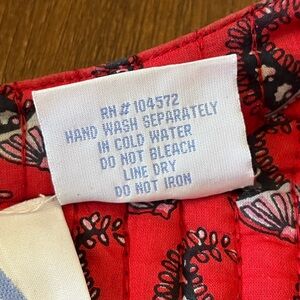 RN # 104572
HAND WASH SEPARATELY
IN COLD WATER
DO NOT BLEACH
LINE DRY
DO NOT IRON